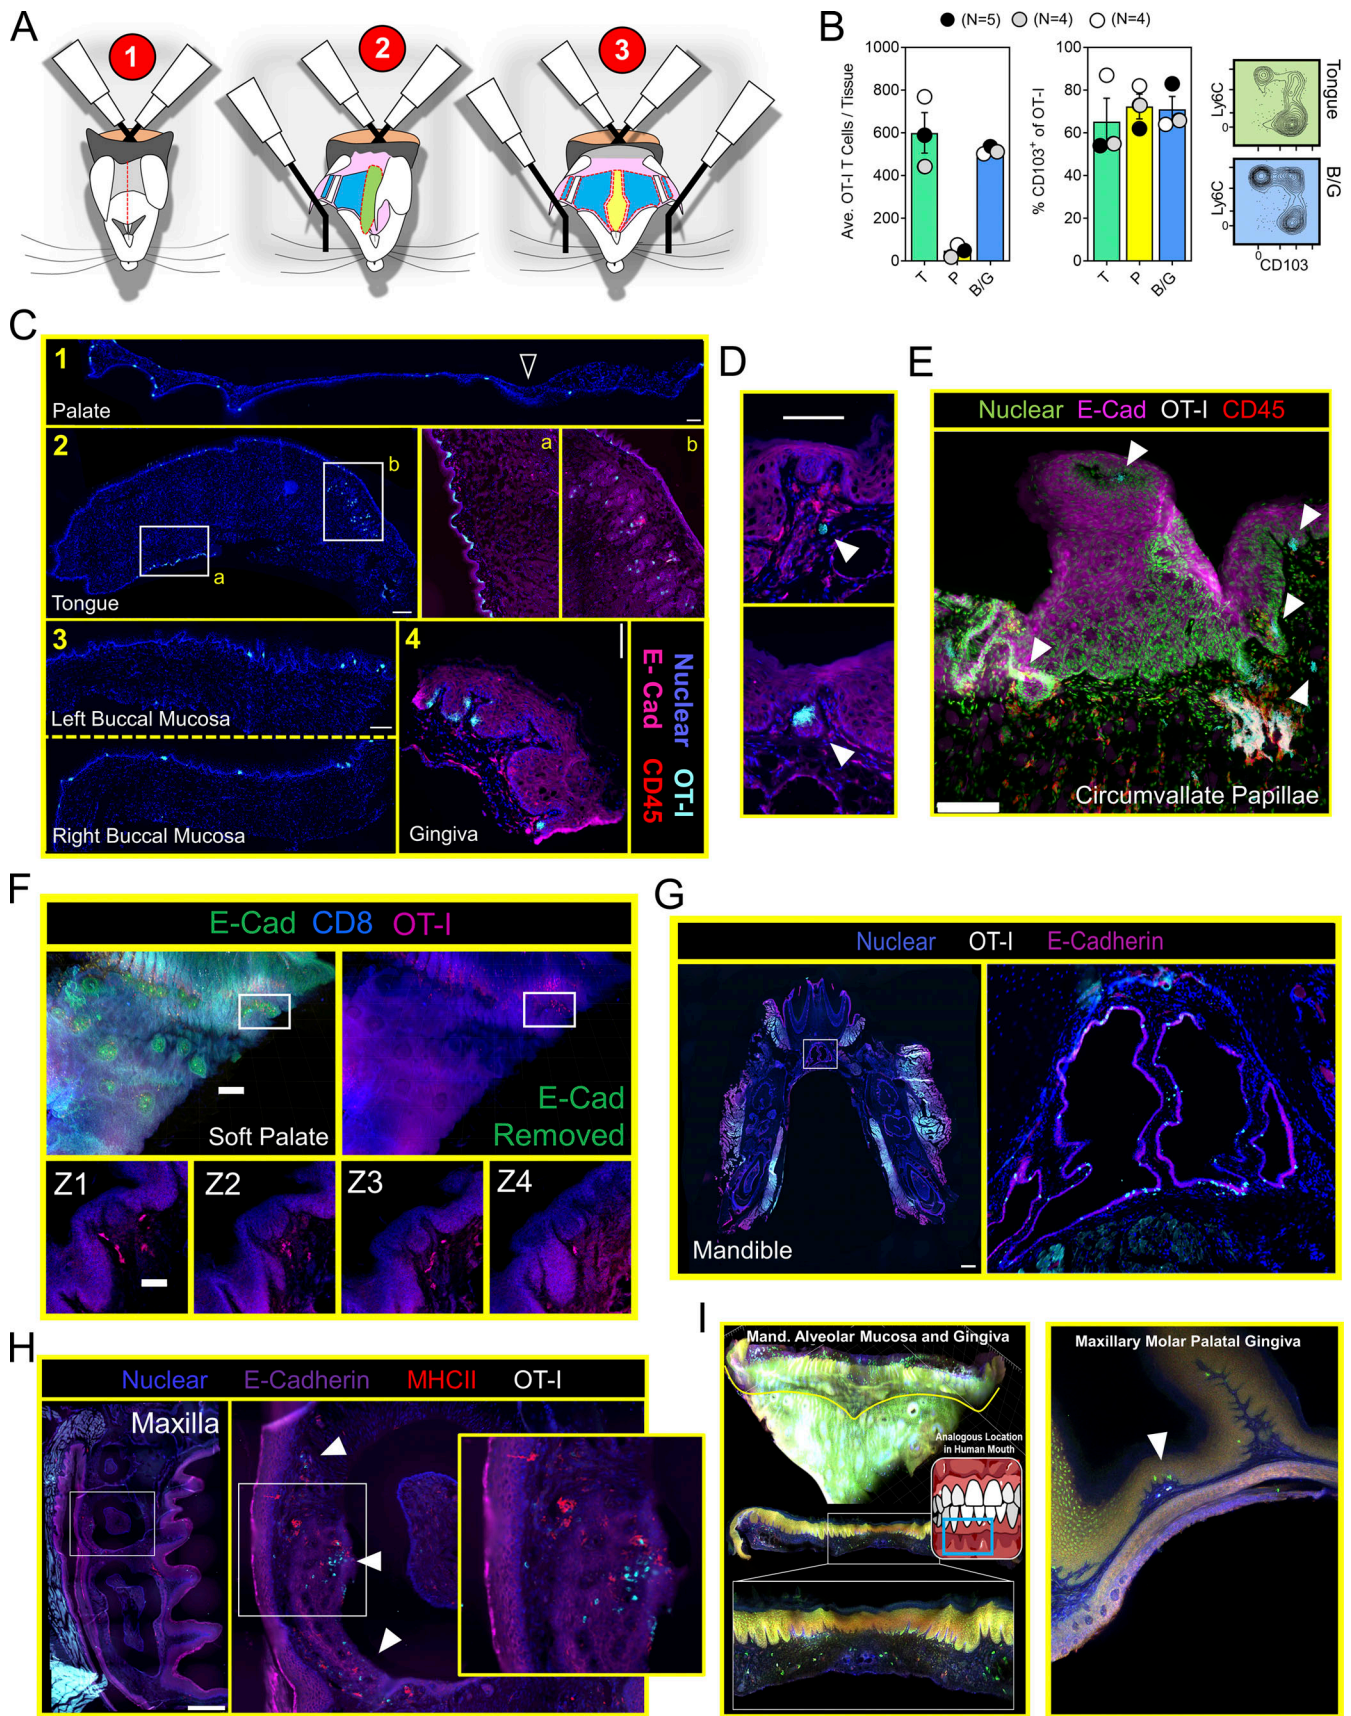 A
1
2
3
B
(N=5) (N=4) (N=4)
Ave. OT-I T Cells / Tissue
1000
800
600
400
200
0
T P B/G
% CD103+ of OT-I
100
80
60
40
20
0
T P B/G
Ly6C
0
Tongue
Ly6C
0
B/G
0
CD103
C
1
Palate
2
b
a
Tongue
a
b
3
Left Buccal Mucosa
Right Buccal Mucosa
4
Gingiva
Nuclear OT-I
E- Cad CD45
D
E
Nuclear E-Cad OT-I CD45
Circumvallate Papillae
F
E-Cad CD8 OT-I
Soft Palate
E-Cad
Removed
Z1
Z2
Z3
Z4
G
Nuclear OT-I E-Cadherin
Mandible
H
Nuclear E-Cadherin MHCII OT-I
Maxilla
I
Mand. Alveolar Mucosa and Gingiva
Analogous Location
in Human Mouth
Maxillary Molar Palatal Gingiva